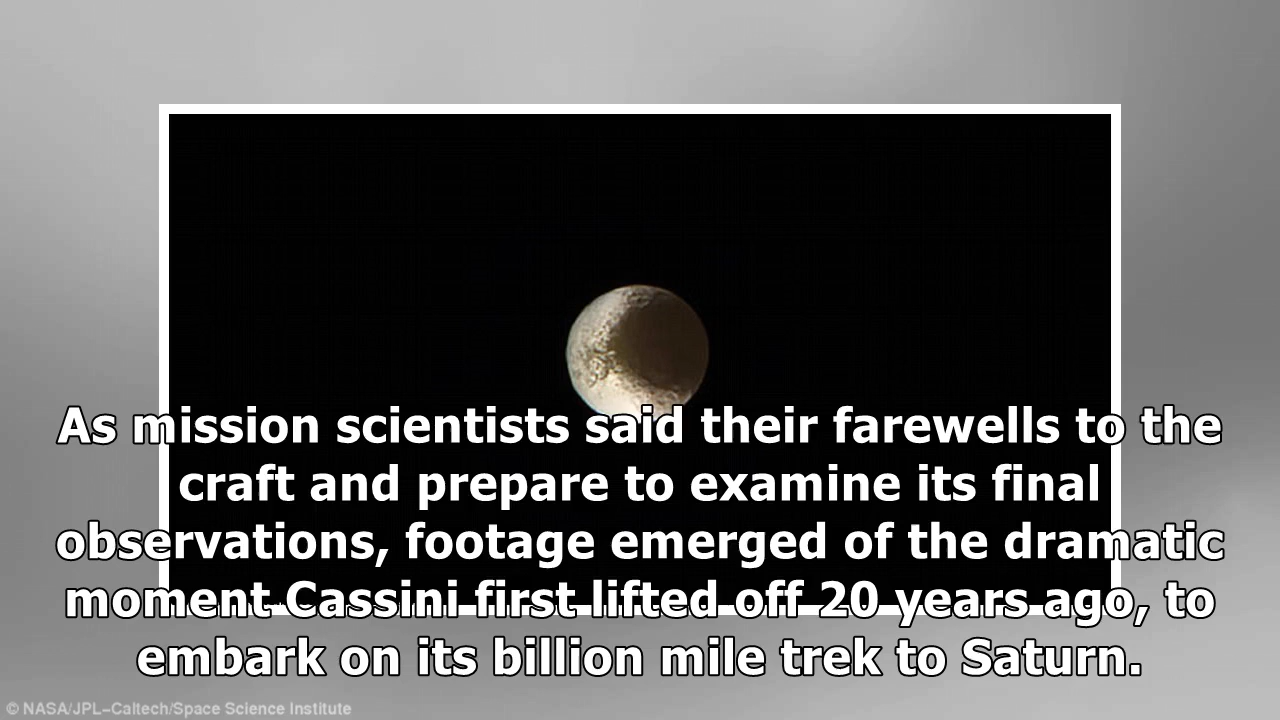 As mission scientists said their farewells to the
craft and prepare to examine its final
observations, footage emerged of the dramatic
moment Cassini first lifted off 20 years ago, to
embark on its billion mile trek to Saturn.
© NASA/JPL–Caltech/Space Science Institute